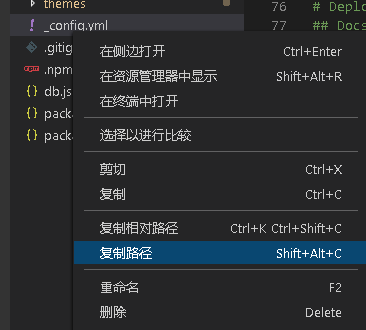 themes
_config.yml
.gitig
.npm
db.js
packa
packa
76 # Deplo
77 ## Docs
在侧边打开 Ctrl+Enter
在资源管理器中显示 Shift+Alt+R
在终端中打开
选择以进行比较
剪切 Ctrl+X
复制 Ctrl+C
复制相对路径 Ctrl+K Ctrl+Shift+C
复制路径 Shift+Alt+C
重命名 F2
删除 Delete